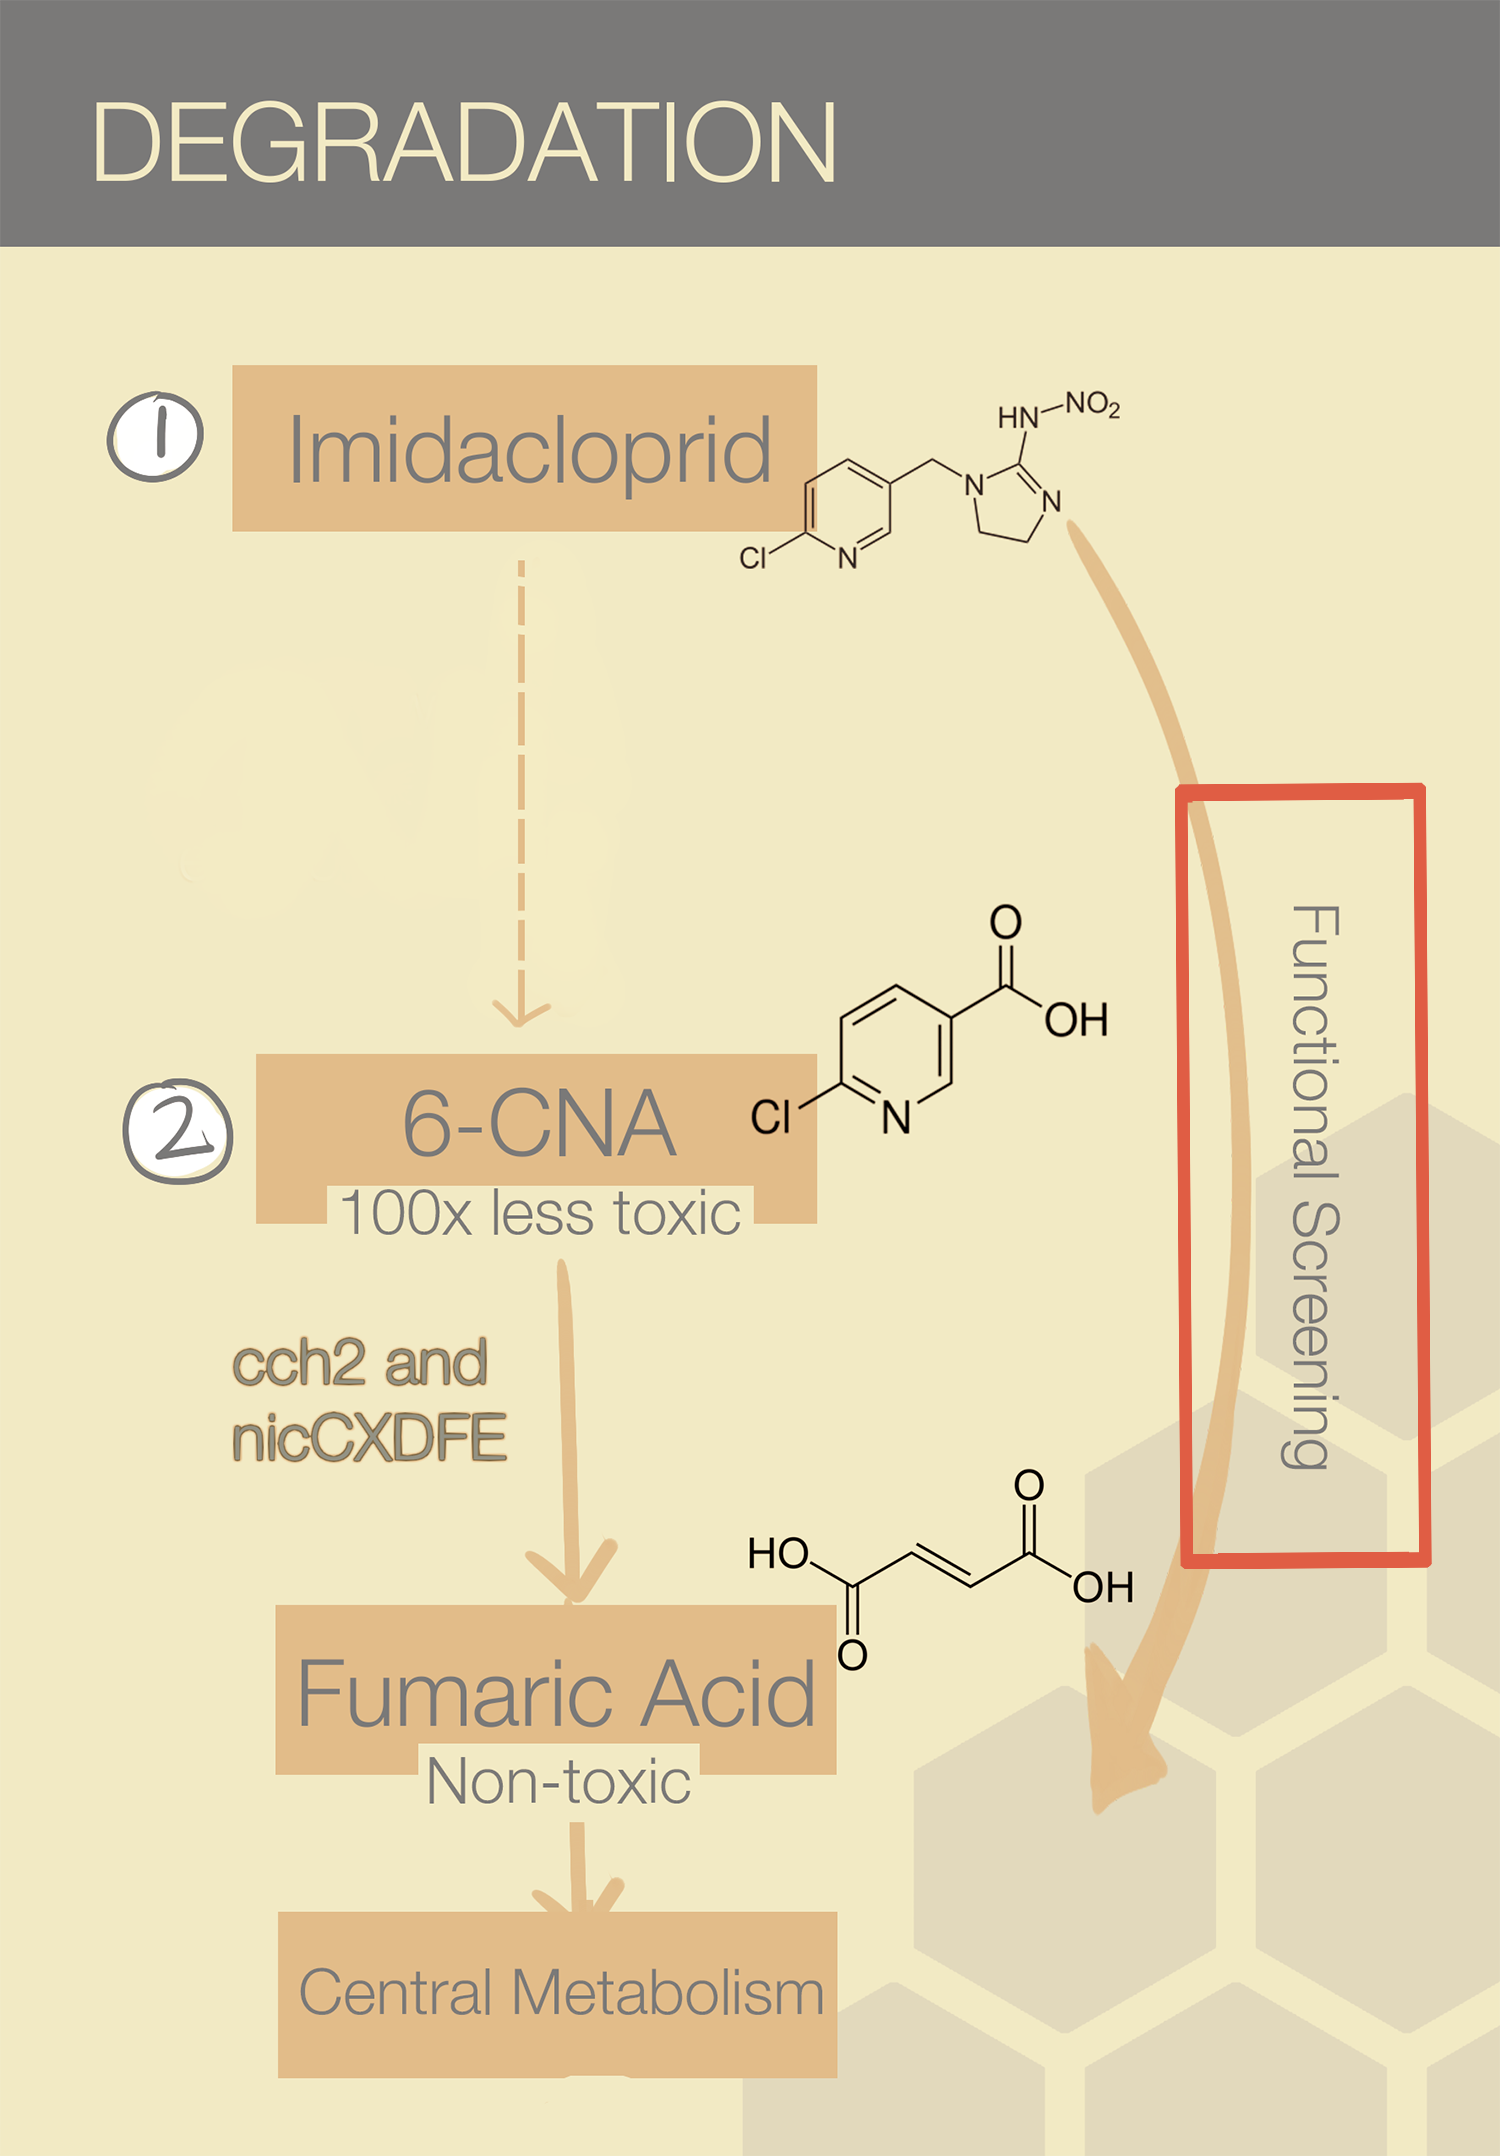 DEGRADATION
1
Imidacloprid
HN
NO2
N
N
Cl
N
O
OH
2
6-CNA
Cl
N
100x less toxic
Functional Screening
cch2 and
nicCXDFE
O
HO
OH
O
Fumaric Acid
Non-toxic
Central Metabolism